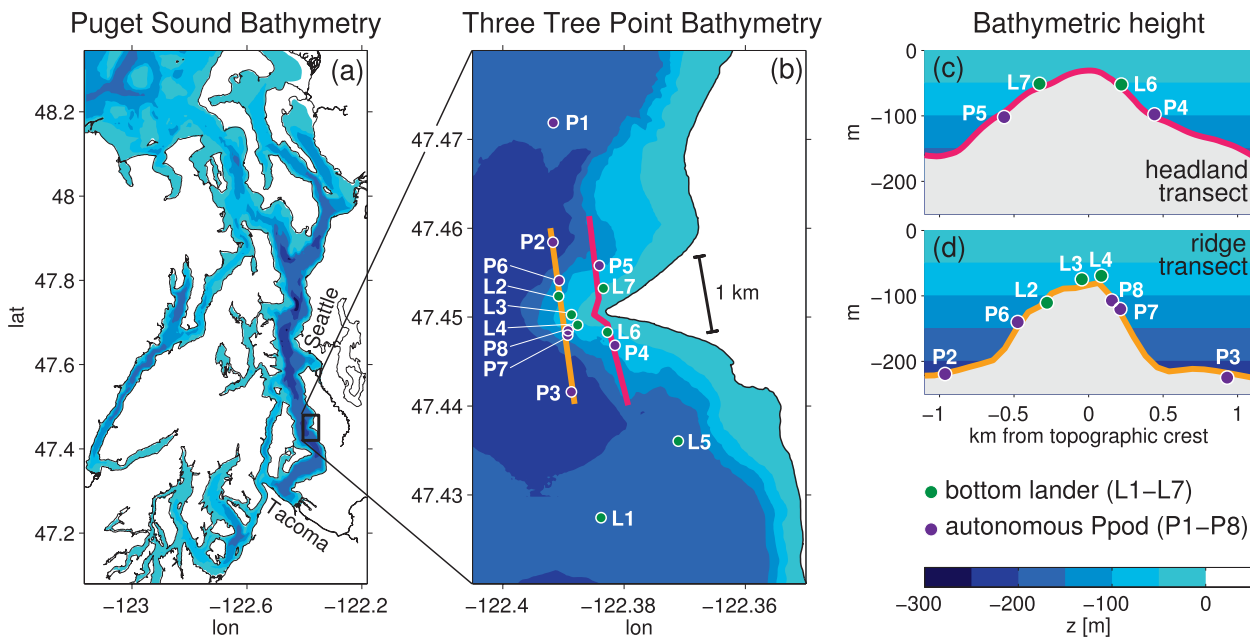 Puget Sound Bathymetry
(a)
48.2
48
47.8
47.6
47.4
47.2
lat
Seattle
Tacoma
−123
−122.6
−122.2
lon
Three Tree Point Bathymetry
(b)
47.47
47.46
47.45
47.44
47.43
P1
P2
P6
L2
L3
L4
P8
P7
P3
P5
L7
L6
P4
L5
L1
1 km
−122.4
−122.38
−122.36
lon
Bathymetric height
(c)
0
−100
−200
m
L7
L6
P5
P4
headland
transect
(d)
0
−100
−200
m
ridge
transect
L3
L4
L2
P8
P6
P7
P2
P3
−1
−0.5
0
0.5
1
km from topographic crest
bottom lander (L1−L7)
autonomous Ppod (P1−P8)
−300
−200
−100
0
z [m]